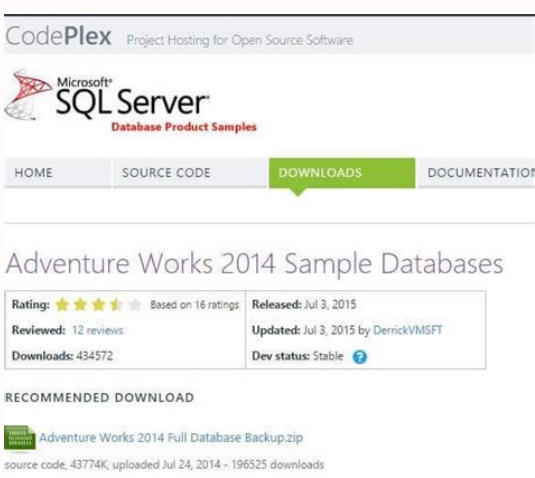 CodePlex Project Hosting for Open Source Software
Microsoft®
SQL Server®
Database Product Samples
HOME SOURCE CODE DOWNLOADS DOCUMENTATION
Adventure Works 2014 Sample Databases
Rating: Based on 16 ratings Released: Jul 3, 2015
Reviewed: 12 reviews Updated: Jul 3, 2015 by DerrickVMSFT
Downloads: 434572 Dev status: Stable ?
RECOMMENDED DOWNLOAD
Adventure Works 2014 Full Database Backup.zip
source code, 43774K, uploaded Jul 24, 2014 - 196525 downloads